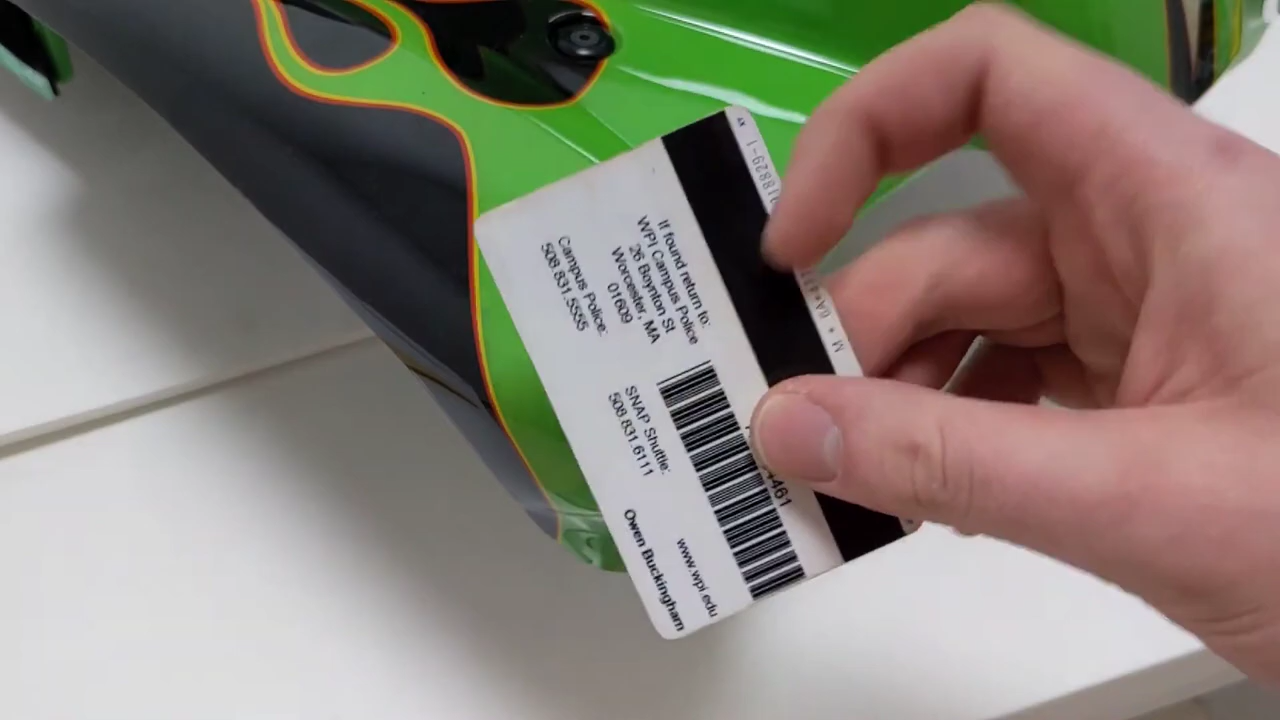 If found return to:
WPI Campus Police
26 Boynton St
Worcester, MA
01609
Campus Police:
508.831.5555
SNAP Shuttle:
508.831.6111
www.wpi.edu
Owen Buckingham